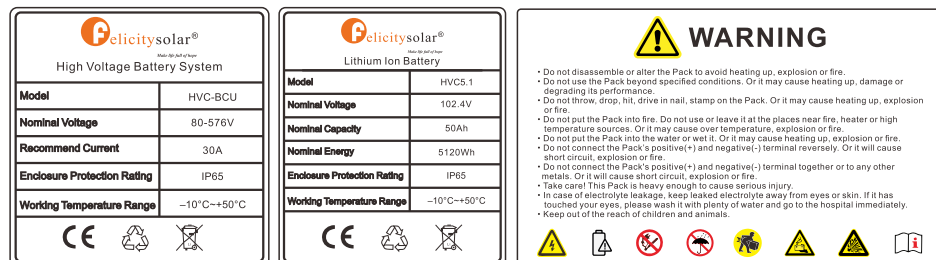 Felicitysolar®
Make life full of hope
High Voltage Battery System
Model HVC-BCU
Nominal Voltage 80-576V
Recommend Current 30A
Enclosure Protection Rating IP65
Working Temperature Range –10°C~+50°C
CE
Felicitysolar®
Make life full of hope
Lithium Ion Battery
Model HVC5.1
Nominal Voltage 102.4V
Nominal Capacity 50Ah
Nominal Energy 5120Wh
Enclosure Protection Rating IP65
Working Temperature Range –10°C~+50°C
CE
WARNING
• Do not disassemble or alter the Pack to avoid heating up, explosion or fire.
• Do not use the Pack beyond specified conditions. Or it may cause heating up, damage or
degrading its performance.
• Do not throw, drop, hit, drive in nail, stamp on the Pack. Or it may cause heating up, explosion
or fire.
• Do not put the Pack into fire. Do not use or leave it at the places near fire, heater or high
temperature sources. Or it may cause over temperature, explosion or fire.
• Do not put the Pack into the water or wet it. Or it may cause heating up, explosion or fire.
• Do not connect the Pack's positive(+) and negative(-) terminal reversely. Or it will cause
short circuit, explosion or fire.
• Do not connect the Pack's positive(+) and negative(-) terminal together or to any other
metals. Or it will cause short circuit, explosion or fire.
• Take care! This Pack is heavy enough to cause serious injury.
• In case of electrolyte leakage, keep leaked electrolyte away from eyes or skin. If it has
touched your eyes, please wash it with plenty of water and go to the hospital immediately.
• Keep out of the reach of children and animals.